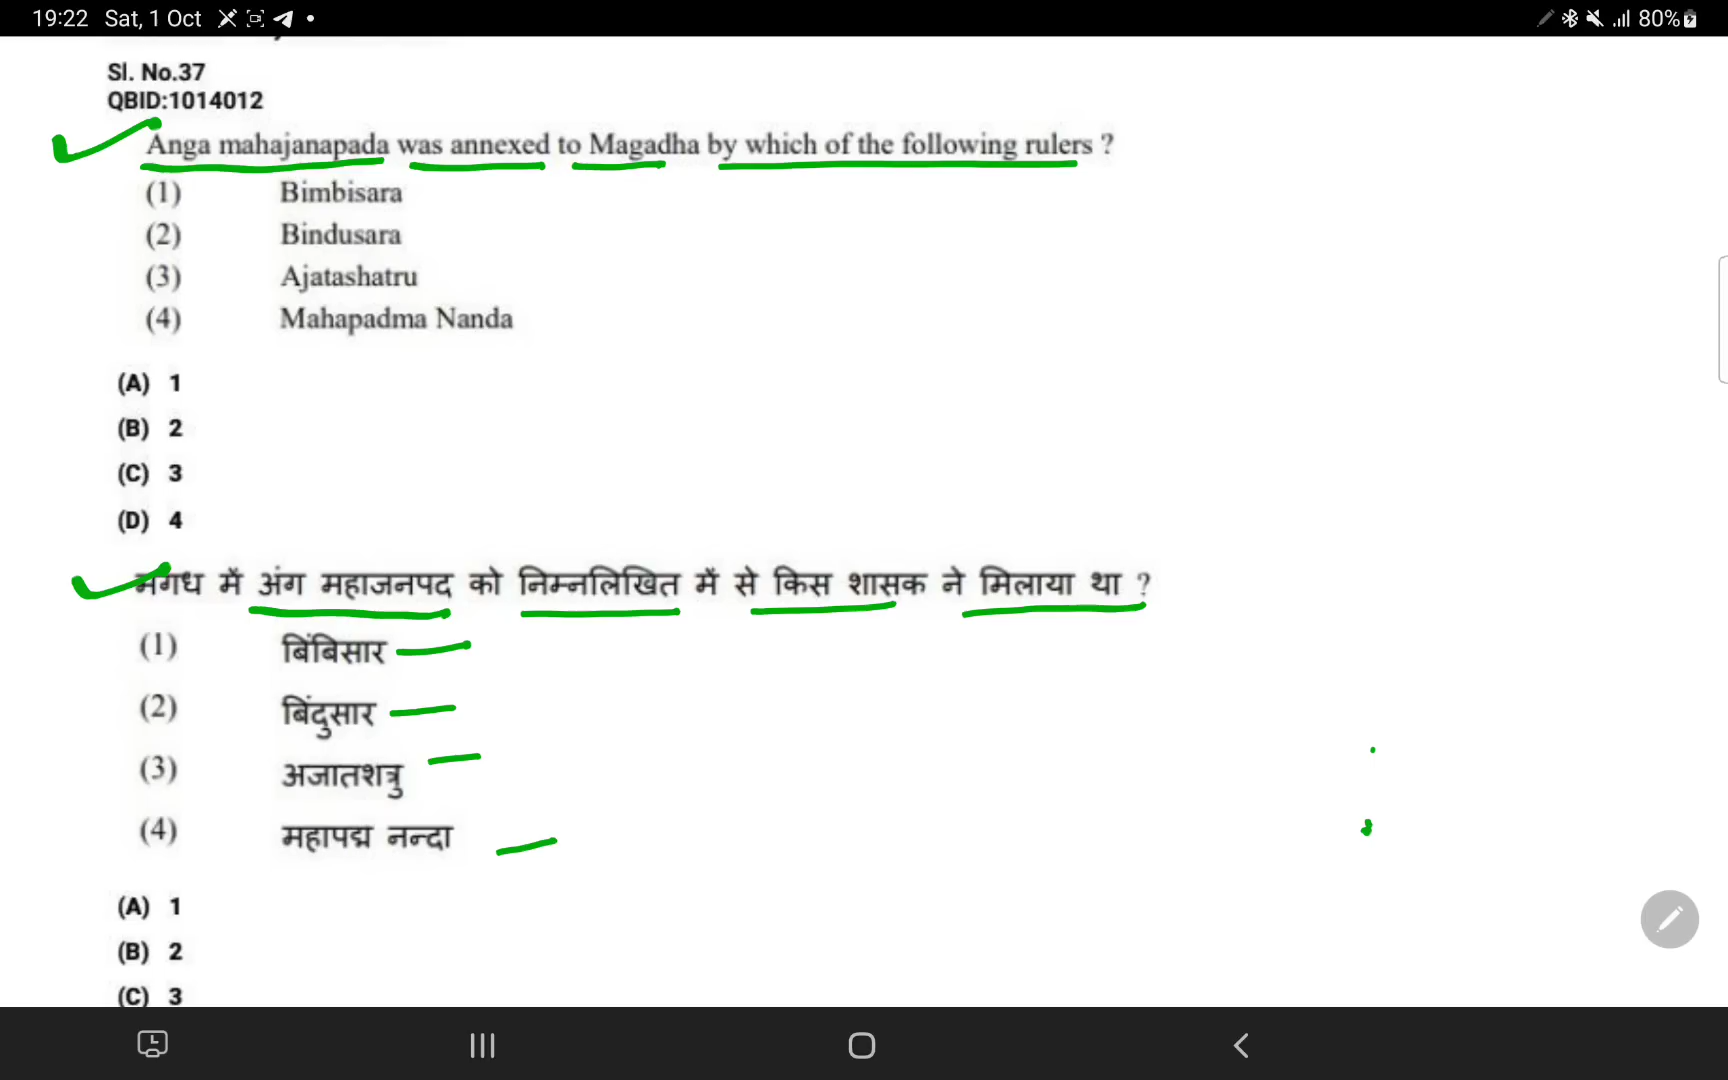 19:22 Sat, 1 Oct
80%
Sl. No.37
QBID:1014012
Anga mahajanapada was annexed to Magadha by which of the following rulers ?
(1) Bimbisara
(2) Bindusara
(3) Ajatashatru
(4) Mahapadma Nanda
(A) 1
(B) 2
(C) 3
(D) 4
मगध में अंग महाजनपद को निम्नलिखित में से किस शासक ने मिलाया था ?
(1) बिंबिसार
(2) बिंदुसार
(3) अजातशत्रु
(4) महापद्म नन्दा
(A) 1
(B) 2
(C) 3